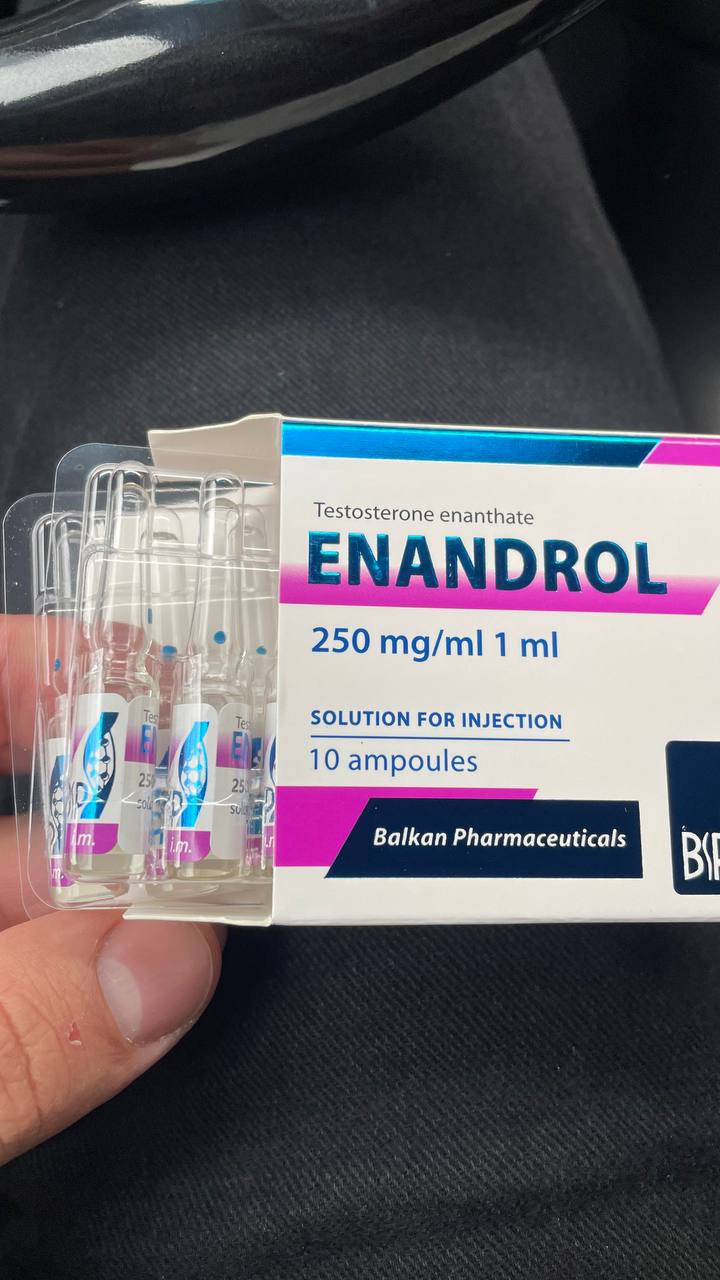 Testosterone enanthate
ENANDROL
250 mg/ml 1 ml
SOLUTION FOR INJECTION
10 ampoules
Balkan Pharmaceuticals
i.m.
i.m.